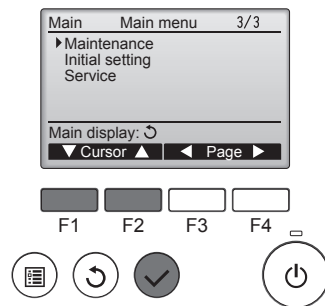 Main Main menu 3/3
Maintenance
Initial setting
Service
Main display:
Cursor Page
F1 F2 F3 F4